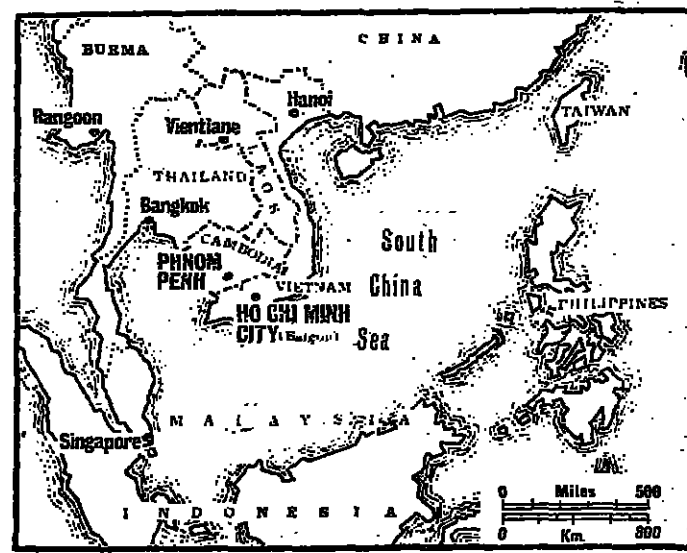 BURMA
CHINA
Hanoi
Rangoon
Vientiane
TAIWAN
THAILAND
LAOS
Bangkok
CAMBODIA
South
China
Sea
PHNOM
PENH
VIETNAM
HO CHI MINH
CITY (Saigon)
PHILIPPINES
MALAYSIA
Singapore
INDONESIA
0 Miles 500
0 Km. 800